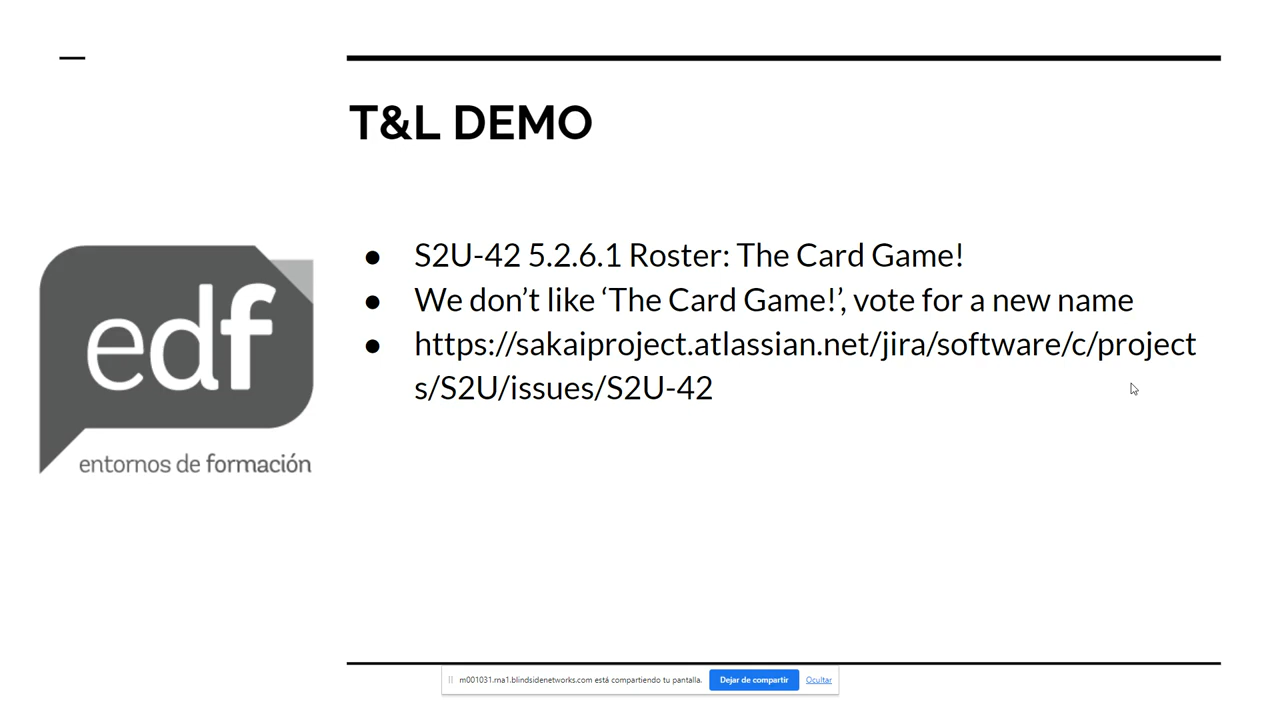 T&L DEMO
edf
entornos de formación
● S2U-42 5.2.6.1 Roster: The Card Game!
● We don’t like ‘The Card Game!’, vote for a new name
● https://sakaiproject.atlassian.net/jira/software/c/project
s/S2U/issues/S2U-42
m001031.rna1.blindsidenetworks.com está compartiendo tu pantalla. Dejar de compartir Ocultar